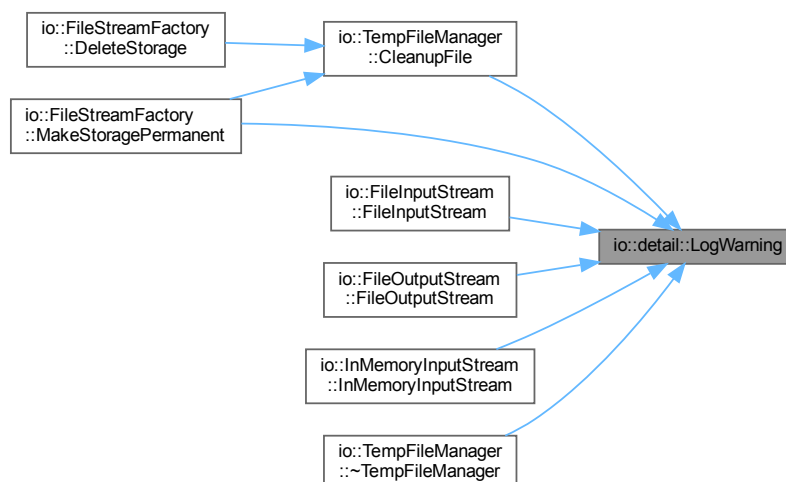 io::FileStreamFactory
::DeleteStorage
io::TempFileManager
::CleanupFile
io::FileStreamFactory
::MakeStoragePermanent
io::FileInputStream
::FileInputStream
io::detail::LogWarning
io::FileOutputStream
::FileOutputStream
io::InMemoryInputStream
::InMemoryInputStream
io::TempFileManager
::~TempFileManager